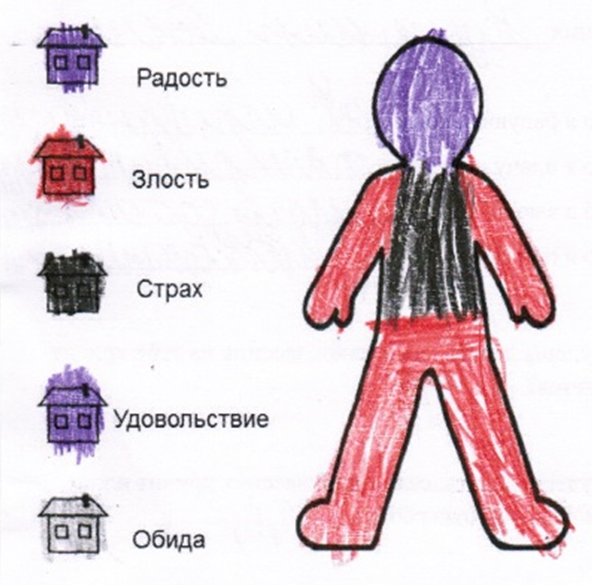 Радость
Злость
Страх
Удовольствие
Обида